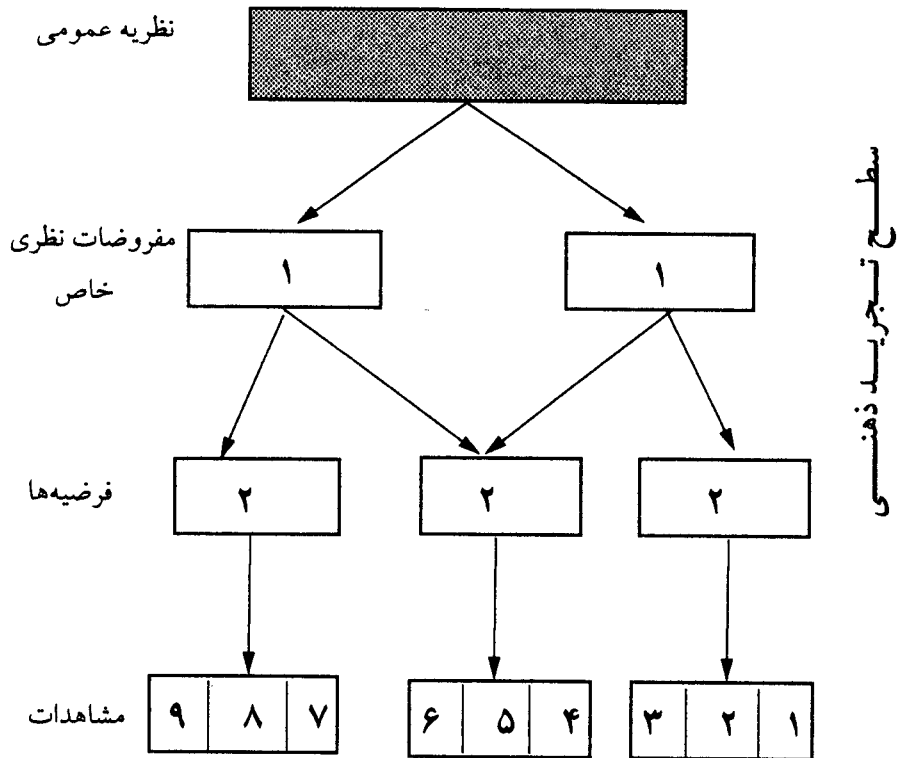 نظریه عمومی
مفروضات نظری
خاص
۱
۱
فرضیه‌ها
۲
۲
۲
مشاهدات
۱
۲
۳
۴
۵
۶
۷
۸
۹
سطح تجرید ذهنی